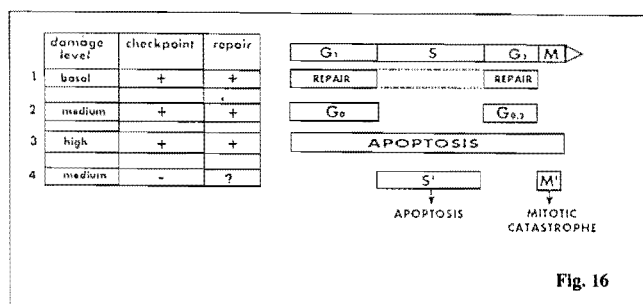 damage level checkpoint repair
G₁ S G₂ M
1 basal + + REPAIR REPAIR
2 medium + + G₀ G₀,₂
3 high + + APOPTOSIS
4 medium - ? S' M'
APOPTOSIS MITOTIC CATASTROPHE
Fig. 16